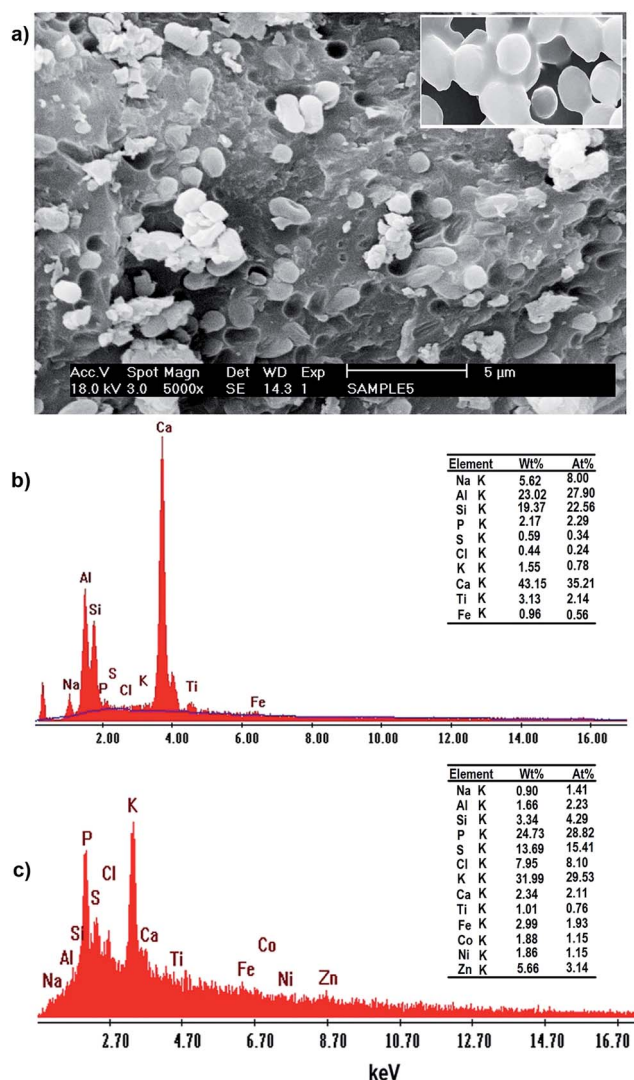 a)
Acc.V Spot Magn Det WD Exp 5 µm
18.0 kV 3.0 5000x SE 14.3 1 SAMPLE5
b)
Ca
Al
Si
Na
P
S
Cl
K
Ti
Fe
2.00 4.00 6.00 8.00 10.00 12.00 14.00 16.00
Element Wt% At%
Na K 5.62 8.00
Al K 23.02 27.90
Si K 19.37 22.56
P K 2.17 2.29
S K 0.59 0.34
Cl K 0.44 0.24
K K 1.55 0.78
Ca K 43.15 35.21
Ti K 3.13 2.14
Fe K 0.96 0.56
c)
Na
Al
Si
P
S
Cl
K
Ca
Ti
Fe
Co
Ni
Zn
2.70 4.70 6.70 8.70 10.70 12.70 14.70 16.70
keV
Element Wt% At%
Na K 0.90 1.41
Al K 1.66 2.23
Si K 3.34 4.29
P K 24.73 28.82
S K 13.69 15.41
Cl K 7.95 8.10
K K 31.99 29.53
Ca K 2.34 2.11
Ti K 1.01 0.76
Fe K 2.99 1.93
Co K 1.88 1.15
Ni K 1.86 1.15
Zn K 5.66 3.14